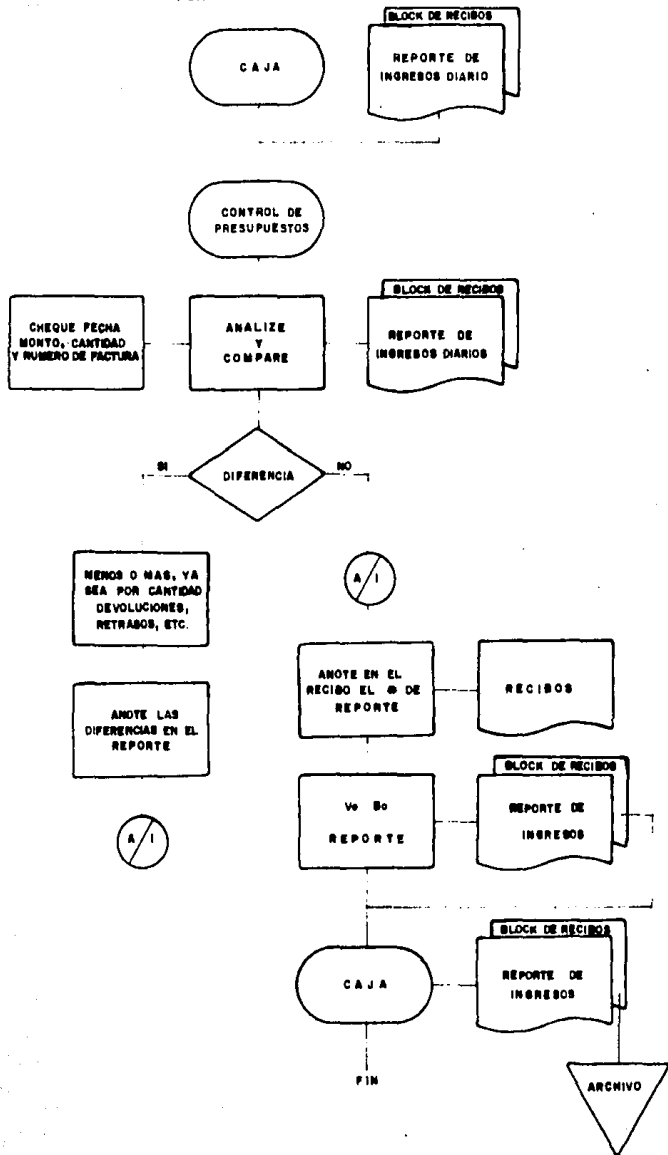 BLOCK DE RECIBOS
CAJA
REPORTE DE
INGRESOS DIARIO
CONTROL DE
PRESUPUESTOS
CHEQUE FECHA
MONTO, CANTIDAD
Y NUMERO DE FACTURA
ANALIZE
Y
COMPARE
BLOCK DE RECIBOS
REPORTE DE
INGRESOS DIARIOS
SI
DIFERENCIA
NO
MENOS O MAS, YA
SEA POR CANTIDAD
DEVOLUCIONES,
RETRASOS, ETC.
A/I
ANOTE EN EL
RECIBO EL # DE
REPORTE
RECIBOS
ANOTE LAS
DIFERENCIAS EN EL
REPORTE
A/I
Vo Bo
REPORTE
BLOCK DE RECIBOS
REPORTE DE
INGRESOS
CAJA
BLOCK DE RECIBOS
REPORTE DE
INGRESOS
FIN
ARCHIVO